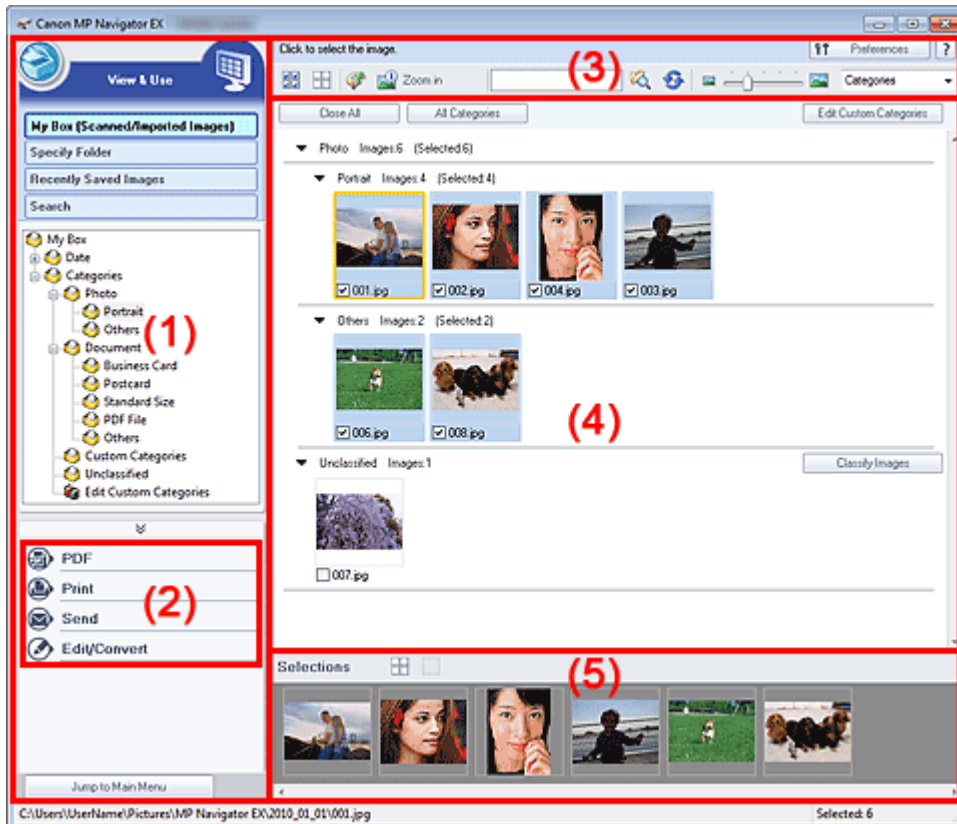 Canon MP Navigator EX
View & Use
My Box (Scanned/Imported Images)
Specify Folder
Recently Saved Images
Search
My Box
Date
Categories
Photo
Portrait
Others
(1)
Document
Business Card
Postcard
Standard Size
PDF File
Others
Custom Categories
Unclassified
Edit Custom Categories
PDF
Print
(2)
Send
Edit/Convert
Jump to Main Menu
Click to select the image.
(3)
Preferences
?
Zoom in
Categories
Close All
All Categories
Edit Custom Categories
Photo Images:6 (Selected:6)
Portrait Images:4 (Selected:4)
001.jpg
002.jpg
004.jpg
003.jpg
Others Images:2 (Selected:2)
006.jpg
008.jpg
(4)
Unclassified Images:1
Classify Images
007.jpg
Selections
(5)
C:\Users\UserName\Pictures\MP Navigator EX\2010_01_01\001.jpg
Selected: 6